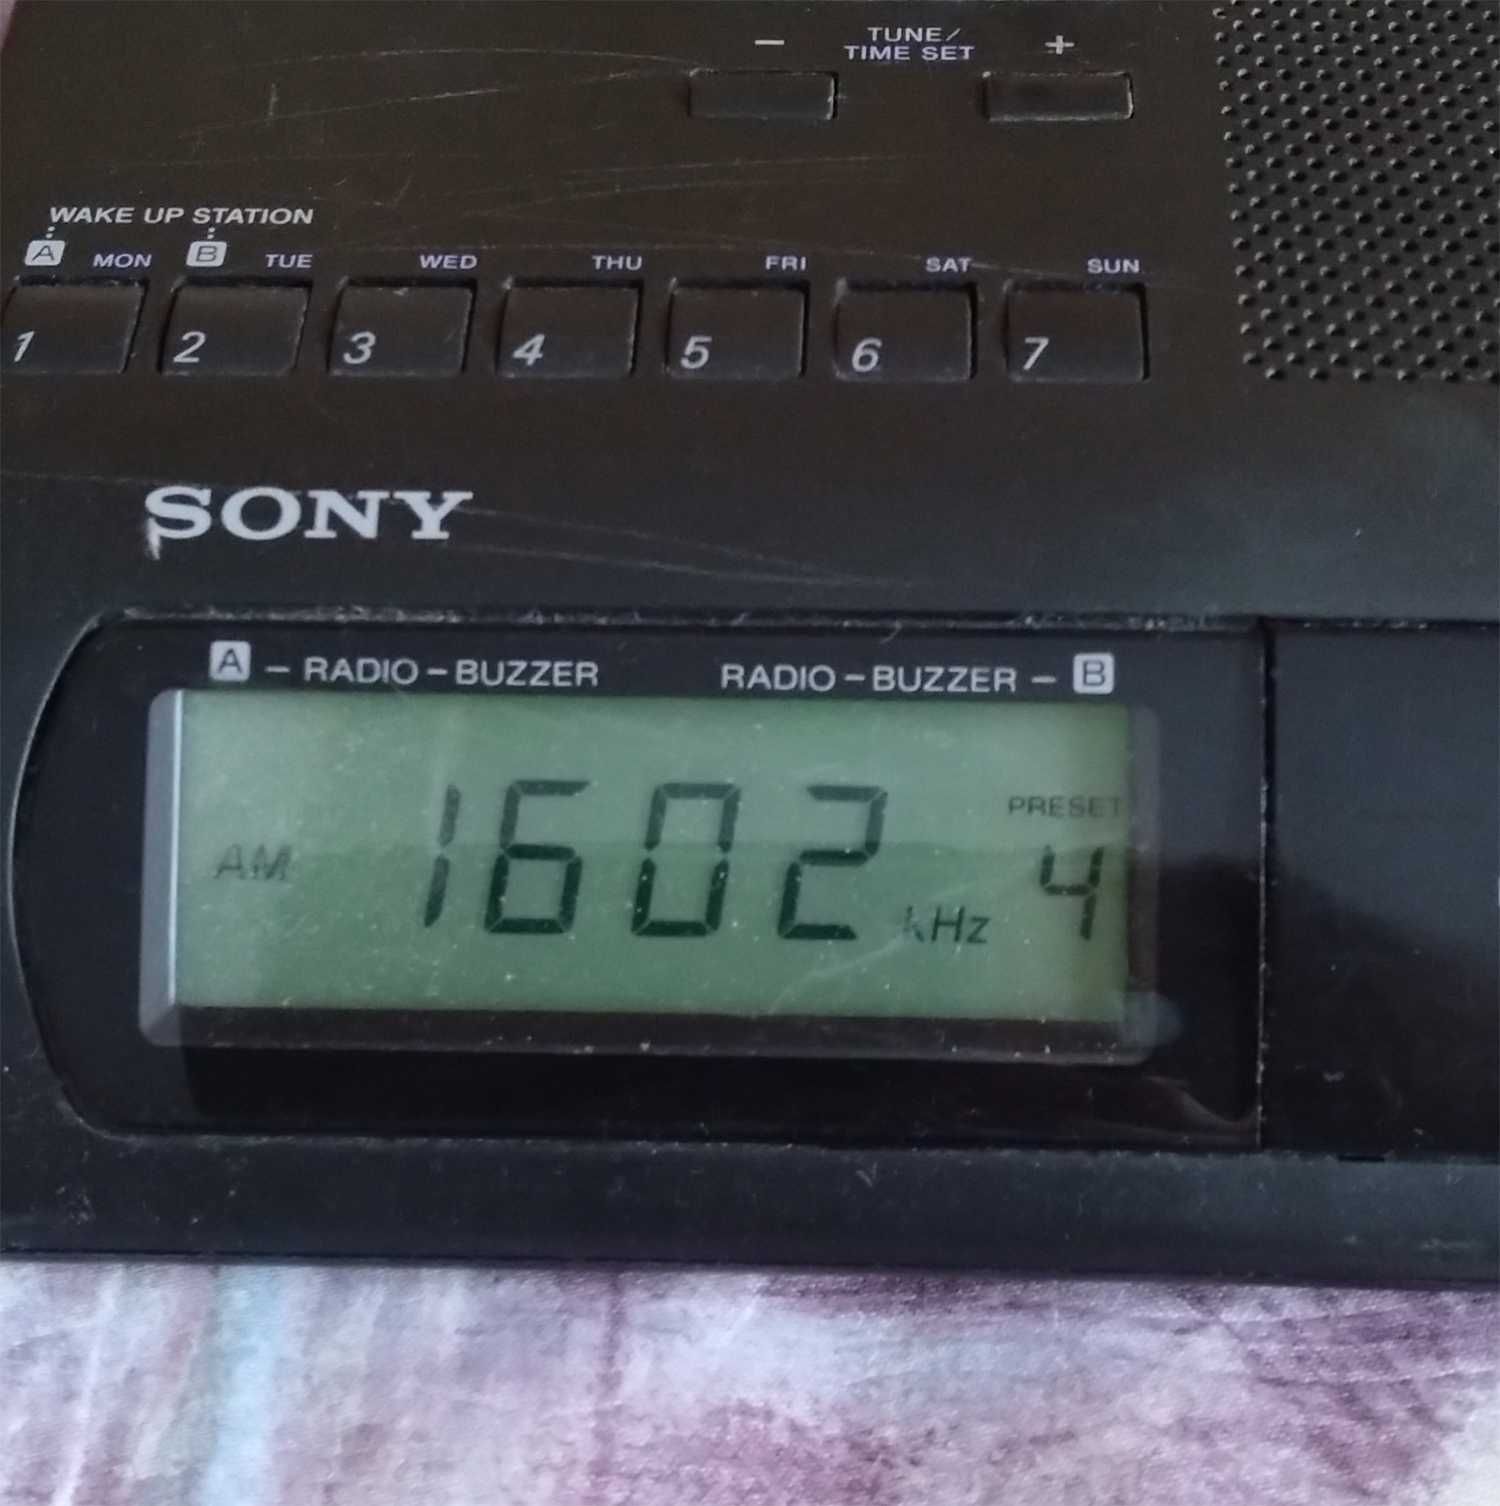 - TUNE/ +
TIME SET
WAKE UP STATION
A MON B TUE WED THU FRI SAT SUN
1 2 3 4 5 6 7
SONY
A - RADIO - BUZZER RADIO - BUZZER - B
PRESET
AM 1602 kHz 4